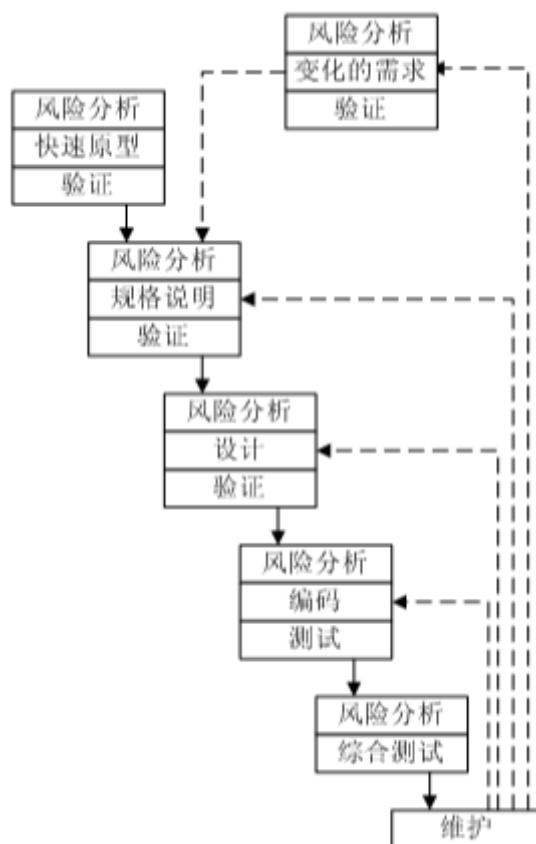 风险分析
变化的需求
验证
风险分析
快速原型
验证
风险分析
规格说明
验证
风险分析
设计
验证
风险分析
编码
测试
风险分析
综合测试
维护